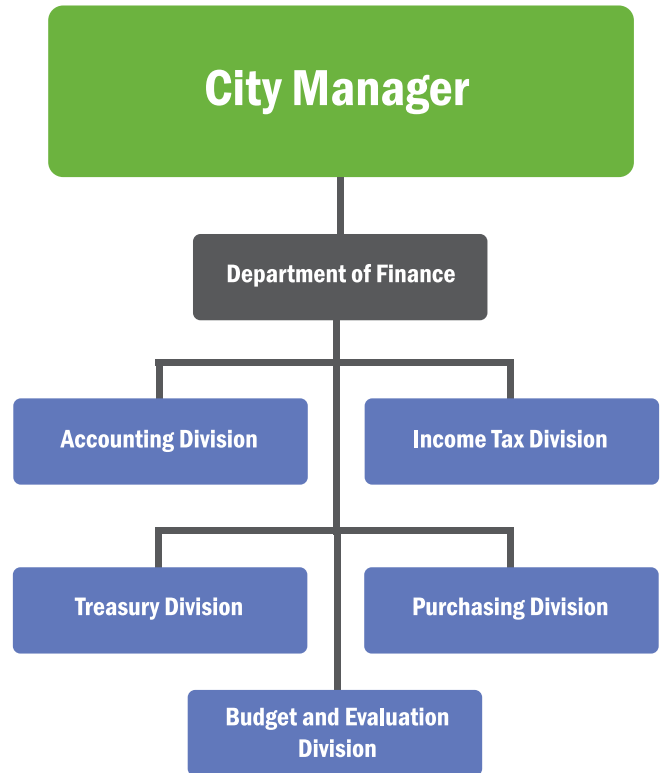 City Manager
Department of Finance
Accounting Division
Income Tax Division
Treasury Division
Purchasing Division
Budget and Evaluation
Division